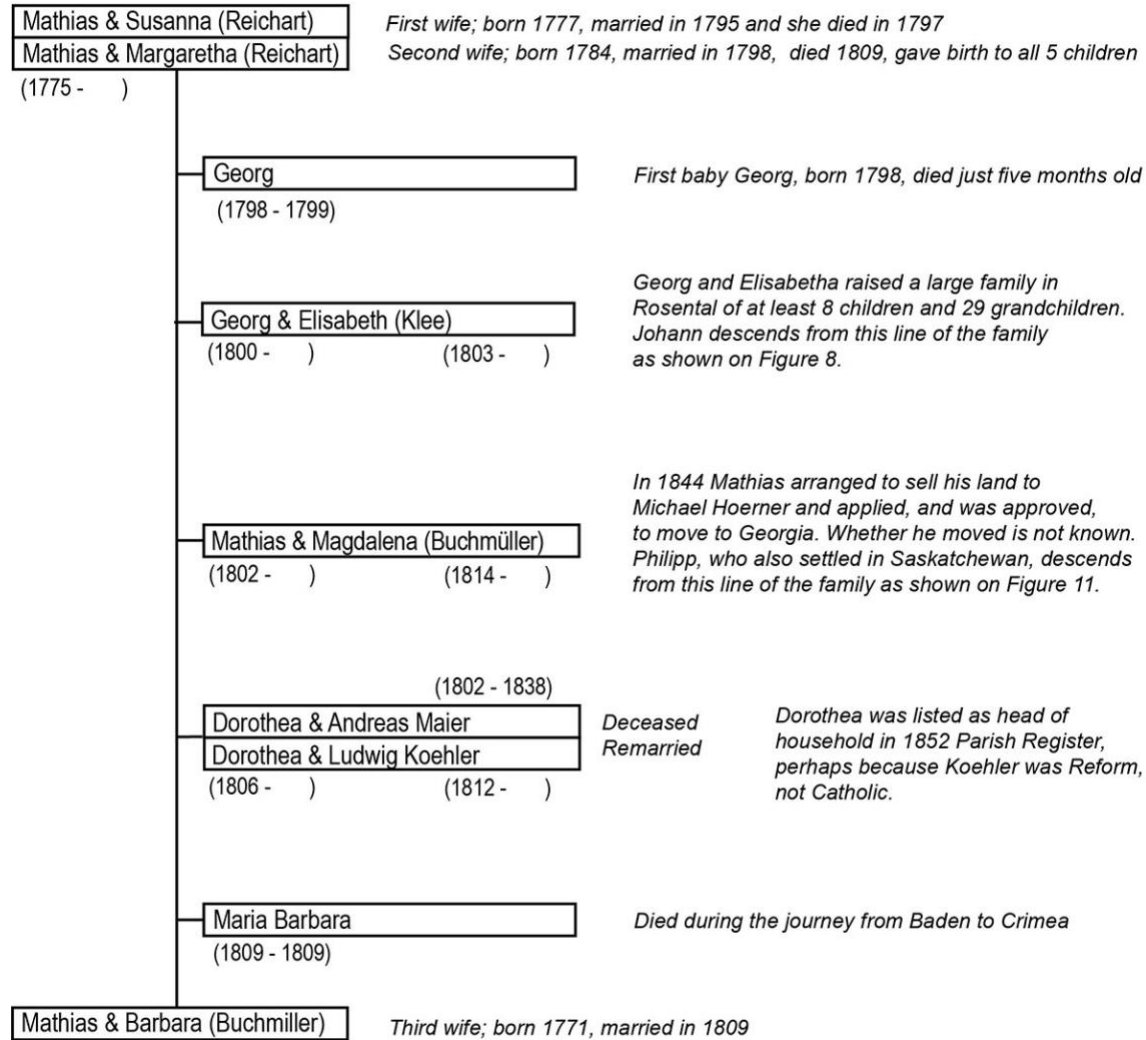 Mathias & Susanna (Reichart)
First wife; born 1777, married in 1795 and she died in 1797
Mathias & Margaretha (Reichart)
Second wife; born 1784, married in 1798, died 1809, gave birth to all 5 children
(1775 - )
Georg
First baby Georg, born 1798, died just five months old
(1798 - 1799)
Georg and Elisabetha raised a large family in
Rosental of at least 8 children and 29 grandchildren.
Johann descends from this line of the family
as shown on Figure 8.
Georg & Elisabeth (Klee)
(1800 - ) (1803 - )
In 1844 Mathias arranged to sell his land to
Michael Hoerner and applied, and was approved,
to move to Georgia. Whether he moved is not known.
Philipp, who also settled in Saskatchewan, descends
from this line of the family as shown on Figure 11.
Mathias & Magdalena (Buchmüller)
(1802 - ) (1814 - )
(1802 - 1838)
Dorothea & Andreas Maier
Deceased
Dorothea & Ludwig Koehler
Remarried
(1806 - ) (1812 - )
Dorothea was listed as head of
household in 1852 Parish Register,
perhaps because Koehler was Reform,
not Catholic.
Maria Barbara
Died during the journey from Baden to Crimea
(1809 - 1809)
Mathias & Barbara (Buchmiller)
Third wife; born 1771, married in 1809